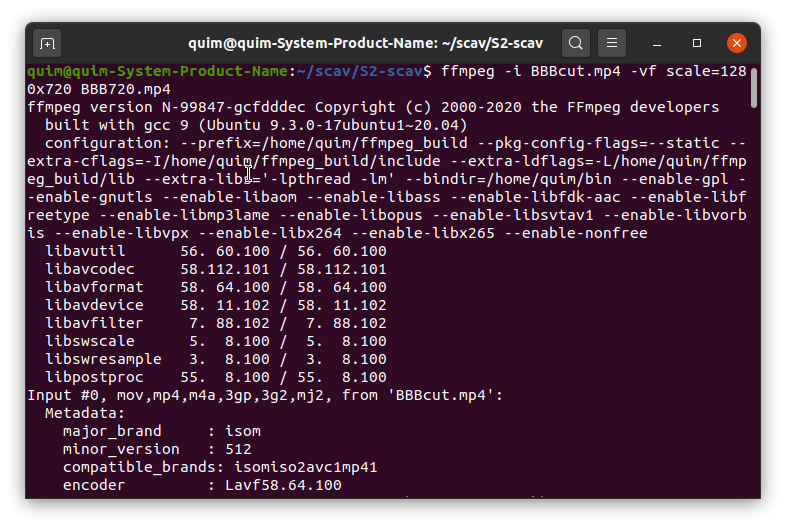 quim@quim-System-Product-Name: ~/scav/S2-scav
quim@quim-System-Product-Name:~/scav/S2-scav$ ffmpeg -i BBBcut.mp4 -vf scale=128
0x720 BBB720.mp4
ffmpeg version N-99847-gcfdddec Copyright (c) 2000-2020 the FFmpeg developers
  built with gcc 9 (Ubuntu 9.3.0-17ubuntu1~20.04)
  configuration: --prefix=/home/quim/ffmpeg_build --pkg-config-flags=--static --
extra-cflags=-I/home/quim/ffmpeg_build/include --extra-ldflags=-L/home/quim/ffmp
eg_build/lib --extra-libs='-lpthread -lm' --bindir=/home/quim/bin --enable-gpl -
-enable-gnutls --enable-libaom --enable-libass --enable-libfdk-aac --enable-libf
reetype --enable-libmp3lame --enable-libopus --enable-libsvtav1 --enable-libvorb
is --enable-libvpx --enable-libx264 --enable-libx265 --enable-nonfree
  libavutil      56. 60.100 / 56. 60.100
  libavcodec     58.112.101 / 58.112.101
  libavformat    58. 64.100 / 58. 64.100
  libavdevice    58. 11.102 / 58. 11.102
  libavfilter     7. 88.102 /  7. 88.102
  libswscale      5.  8.100 /  5.  8.100
  libswresample   3.  8.100 /  3.  8.100
  libpostproc    55.  8.100 / 55.  8.100
Input #0, mov,mp4,m4a,3gp,3g2,mj2, from 'BBBcut.mp4':
  Metadata:
    major_brand     : isom
    minor_version   : 512
    compatible_brands: isomiso2avc1mp41
    encoder         : Lavf58.64.100